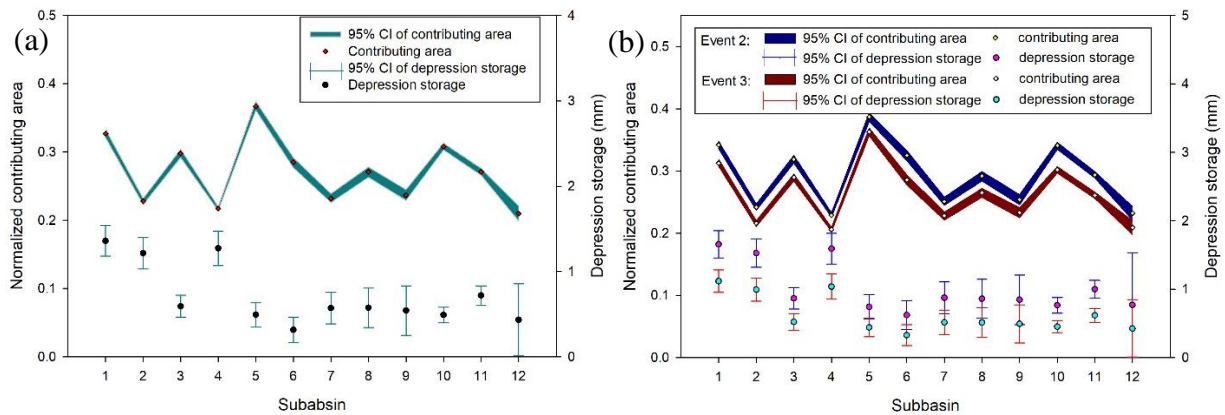 (a)
0.5
0.4
0.3
0.2
0.1
0.0
Normalized contributing area
4
3
2
1
0
Depression storage (mm)
95% CI of contributing area
Contributing area
95% CI of depression storage
Depression storage
1 2 3 4 5 6 7 8 9 10 11 12
Subabsin
(b)
0.5
0.4
0.3
0.2
0.1
0.0
Normalized contributing area
5
4
3
2
1
0
Depression storage (mm)
Event 2: 95% CI of contributing area contributing area
95% CI of depression storage depression storage
Event 3: 95% CI of contributing area contributing area
95% CI of depression storage depression storage
1 2 3 4 5 6 7 8 9 10 11 12
Subbasin